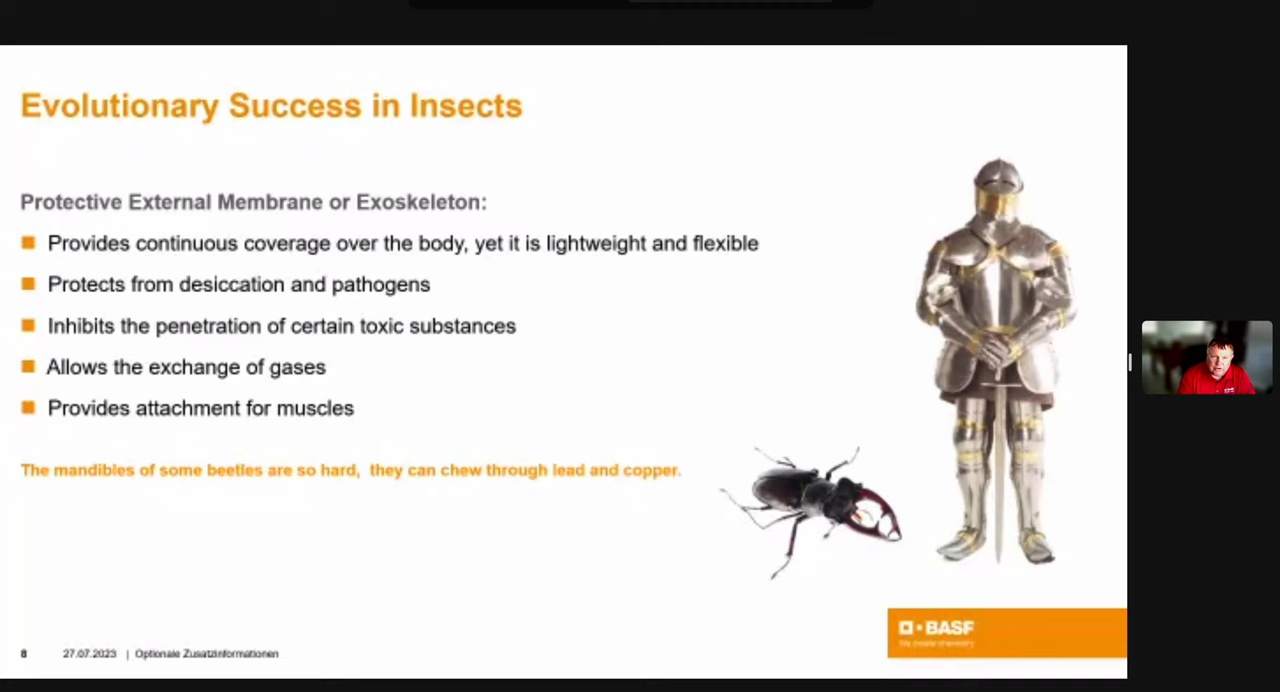 Evolutionary Success in Insects
Protective External Membrane or Exoskeleton:
Provides continuous coverage over the body, yet it is lightweight and flexible
Protects from desiccation and pathogens
Inhibits the penetration of certain toxic substances
Allows the exchange of gases
Provides attachment for muscles
The mandibles of some beetles are so hard, they can chew through lead and copper.
BASF
We create chemistry
8 27.07.2023 | Optionale Zusatzinformationen